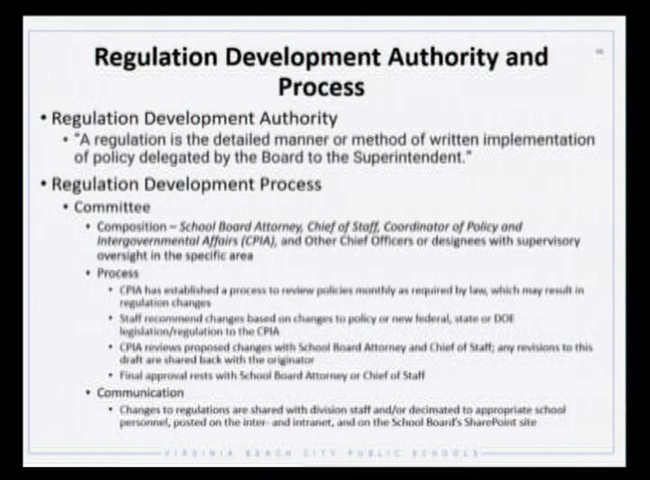 Regulation Development Authority and
Process
• Regulation Development Authority
• "A regulation is the detailed manner or method of written implementation
of policy delegated by the Board to the Superintendent."
• Regulation Development Process
• Committee
• Composition – School Board Attorney, Chief of Staff, Coordinator of Policy and
Intergovernmental Affairs (CPIA), and Other Chief Officers or designees with supervisory
oversight in the specific area
• Process
• CPIA has established a process to review policies monthly as required by law, which may result in
regulation changes
• Staff recommend changes based on changes to policy or new federal, state or DOE
legislation/regulation to the CPIA
• CPIA reviews proposed changes with School Board Attorney and Chief of Staff; any revisions to this
draft are shared back with the originator
• Final approval rests with School Board Attorney or Chief of Staff
• Communication
• Changes to regulations are shared with division staff and/or decimated to appropriate school
personnel, posted on the inter- and intranet, and on the School Board's SharePoint site
VIRGINIA BEACH CITY PUBLIC SCHOOLS